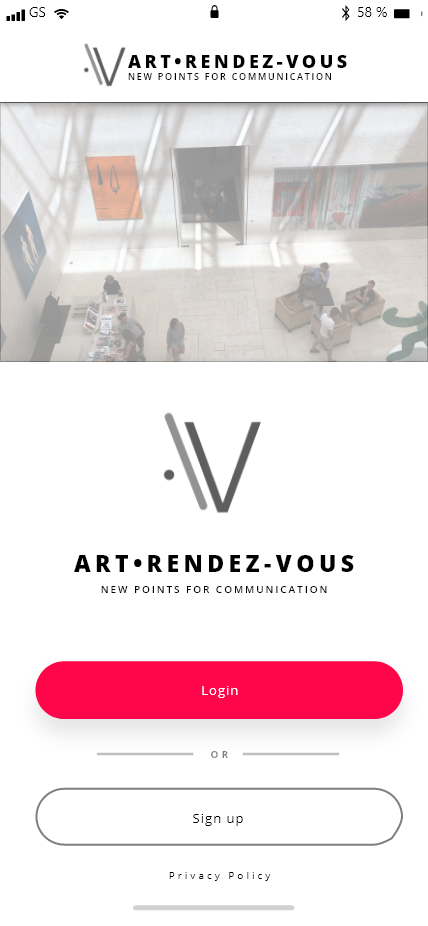 GS 58 %
ART•RENDEZ-VOUS
NEW POINTS FOR COMMUNICATION
ART•RENDEZ-VOUS
NEW POINTS FOR COMMUNICATION
Login
OR
Sign up
Privacy Policy